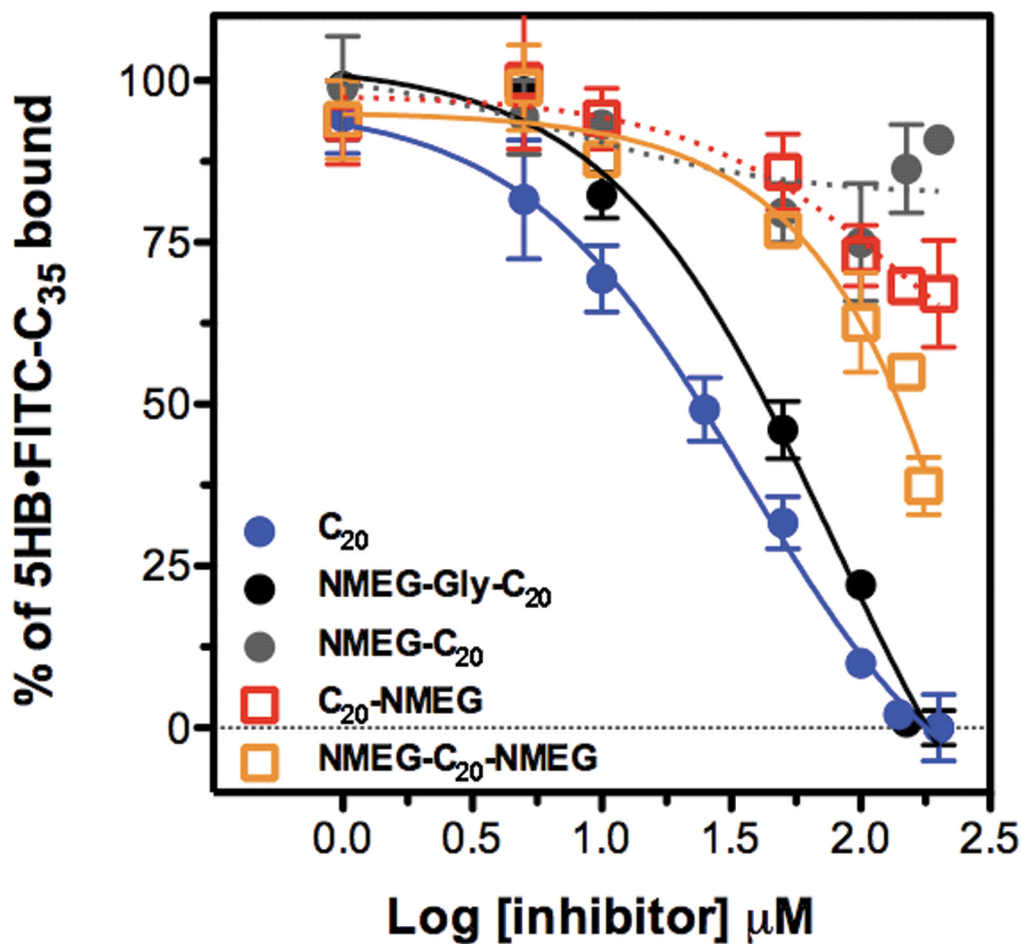 % of 5HB•FITC-C35 bound
100
75
50
25
0
C20
NMEG-Gly-C20
NMEG-C20
C20-NMEG
NMEG-C20-NMEG
0.0 0.5 1.0 1.5 2.0 2.5
Log [inhibitor] μM